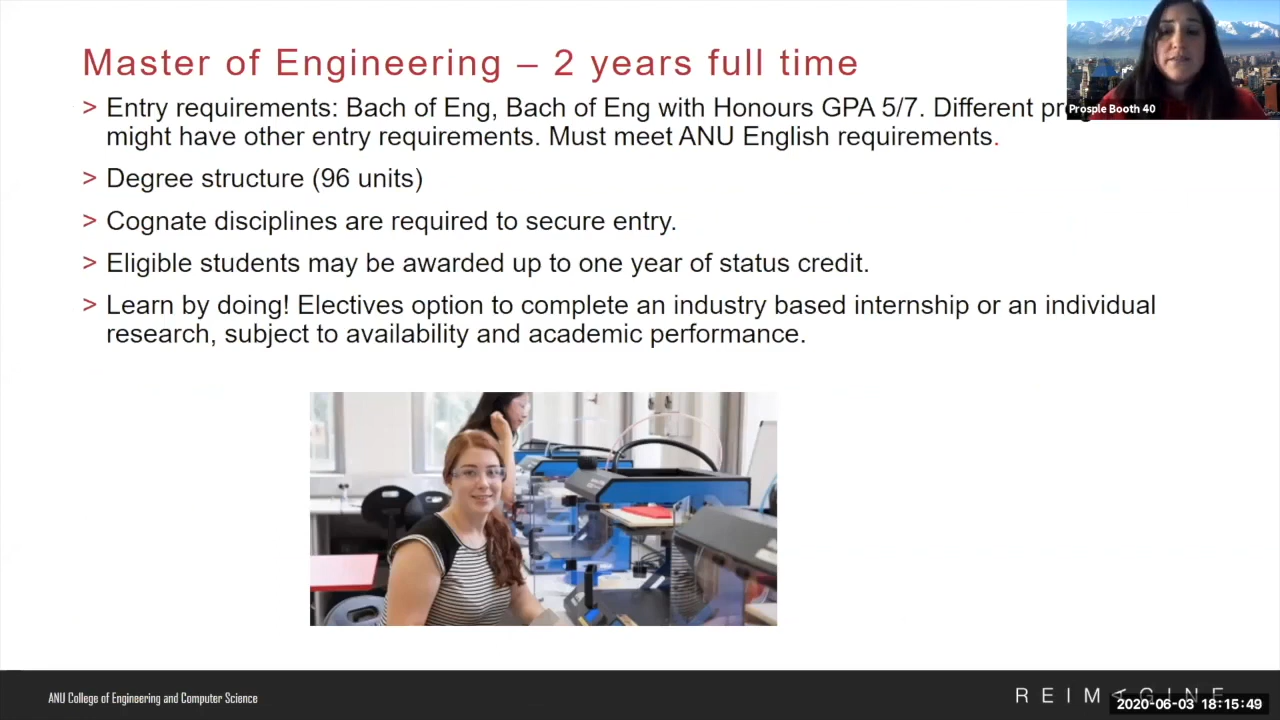 Master of Engineering – 2 years full time
> Entry requirements: Bach of Eng, Bach of Eng with Honours GPA 5/7. Different
might have other entry requirements. Must meet ANU English requirements.
> Degree structure (96 units)
> Cognate disciplines are required to secure entry.
> Eligible students may be awarded up to one year of status credit.
> Learn by doing! Electives option to complete an industry based internship or an individual
research, subject to availability and academic performance.
Prosple Booth 40
ANU College of Engineering and Computer Science
REIMAGINE
2020-06-03 18:15:49